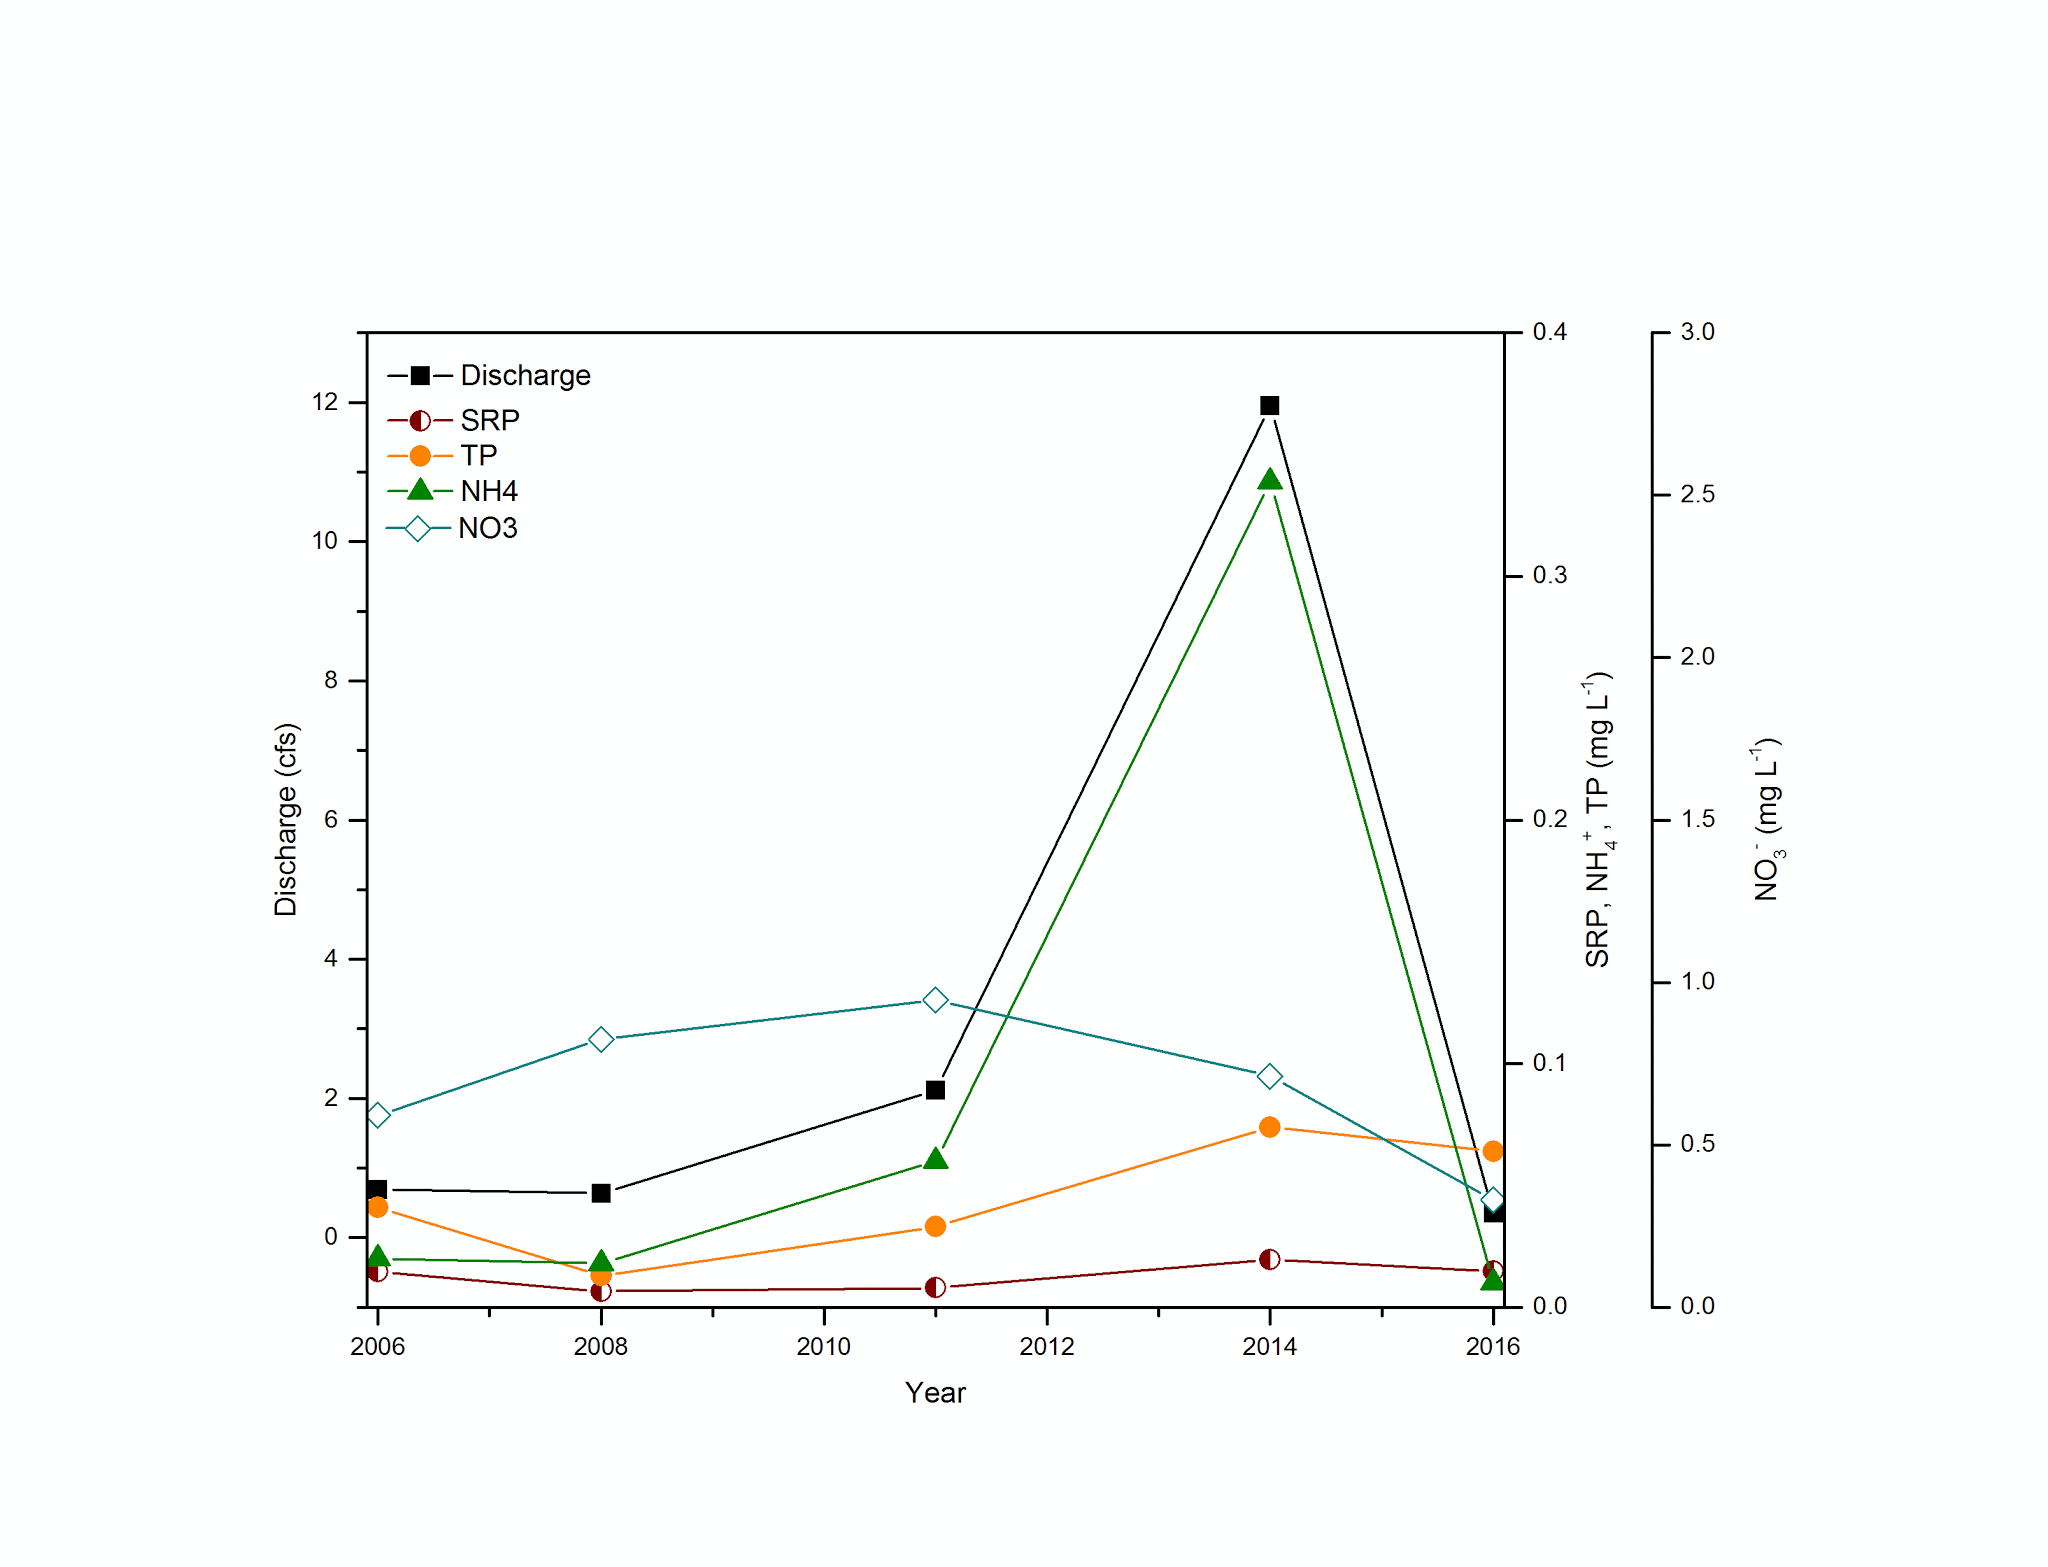 Discharge
SRP
TP
NH4
NO3
12
10
8
6
4
2
0
Discharge (cfs)
2006 2008 2010 2012 2014 2016
Year
0.4
0.3
0.2
0.1
0.0
SRP, NH₄⁺, TP (mg L⁻¹)
3.0
2.5
2.0
1.5
1.0
0.5
0.0
NO₃⁻ (mg L⁻¹)